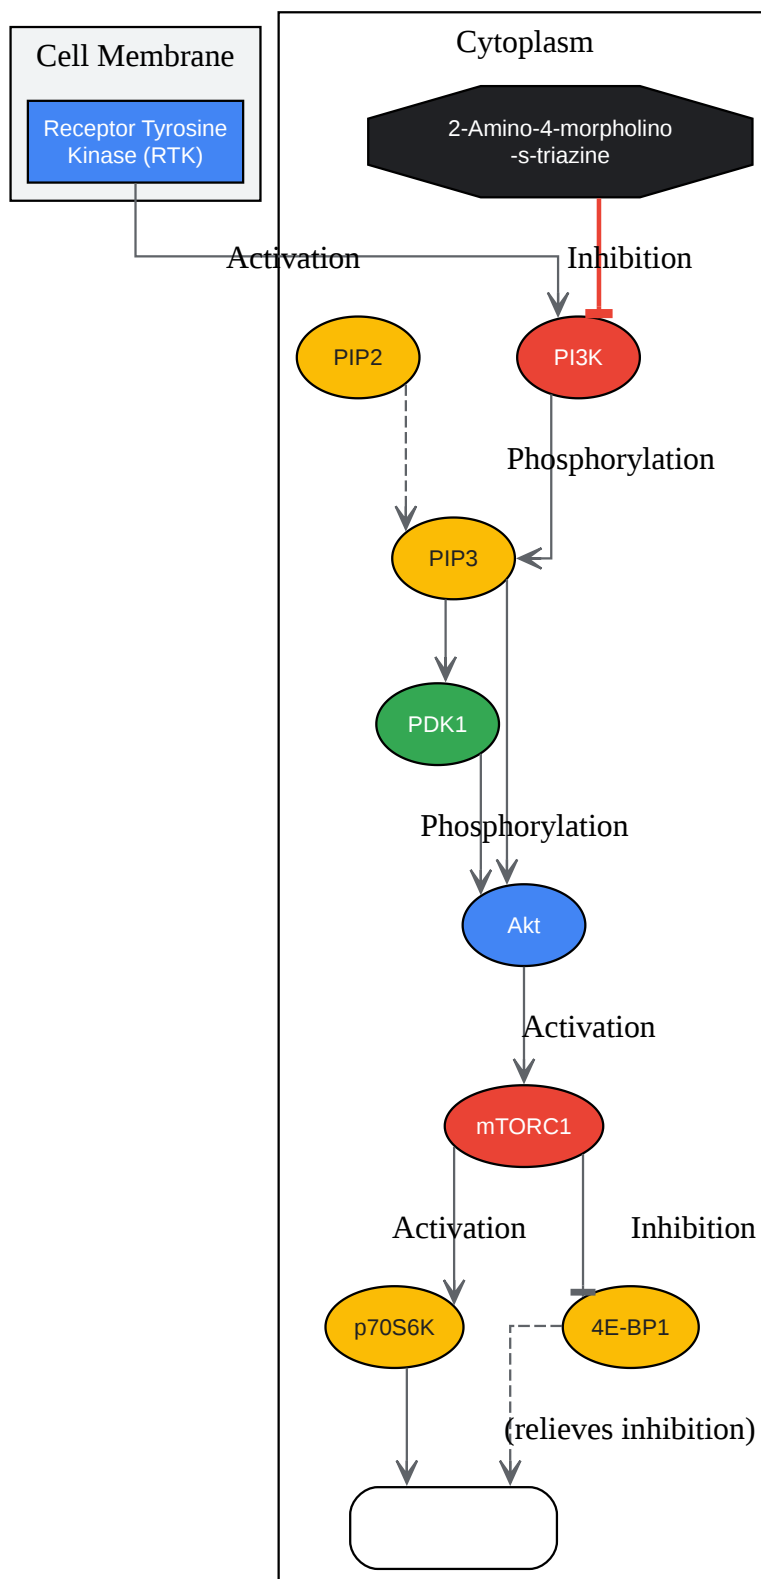 Cell Membrane
Receptor Tyrosine
Kinase (RTK)
Cytoplasm
2-Amino-4-morpholino
-s-triazine
Activation
Inhibition
PIP2
PI3K
Phosphorylation
PIP3
PDK1
Phosphorylation
Akt
Activation
mTORC1
Activation
Inhibition
p70S6K
4E-BP1
(relieves inhibition)